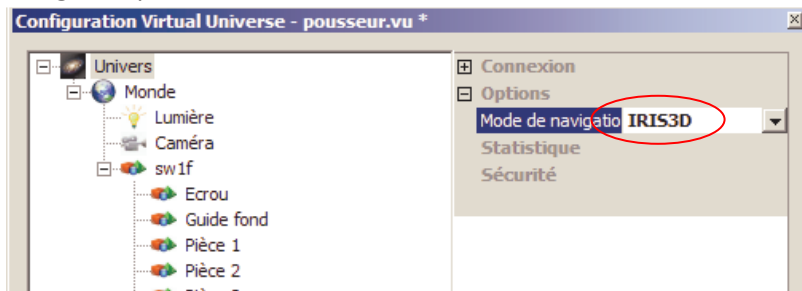 Configuration Virtual Universe - pousseur.vu *
Univers
Monde
Lumière
Caméra
sw1f
Ecrou
Guide fond
Pièce 1
Pièce 2
Connexion
Options
Mode de navigatio IRIS3D
Statistique
Sécurité